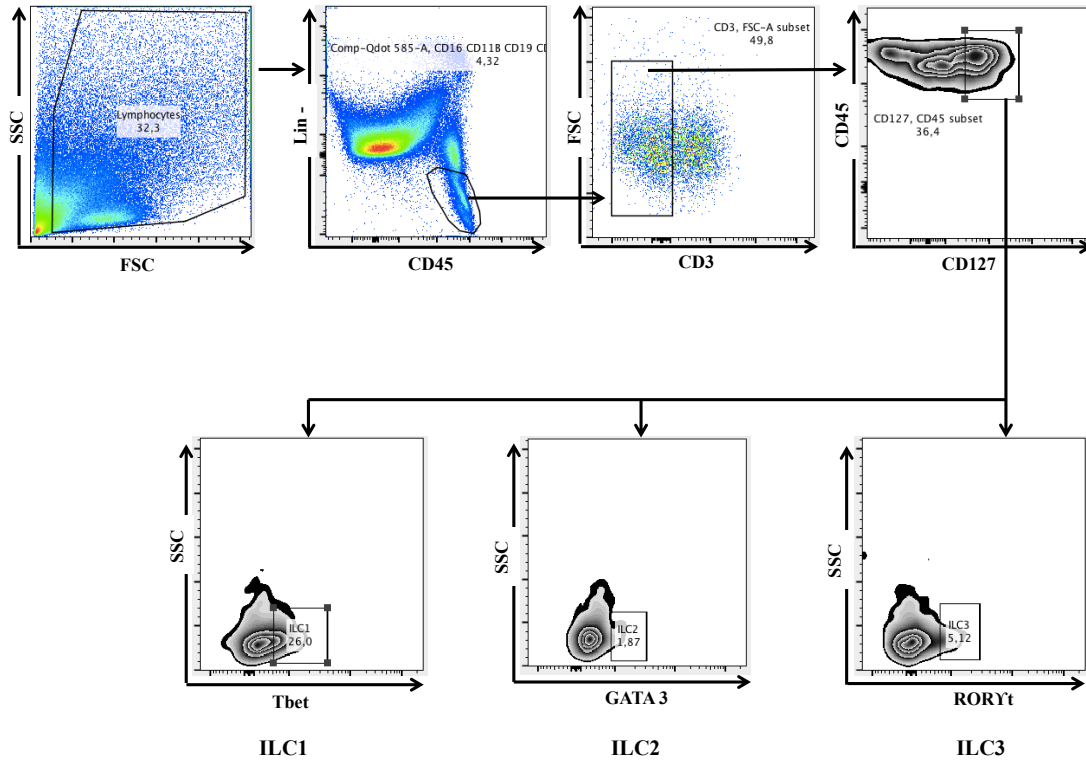 SSC
Lymphocytes
32,3
FSC
Lin -
Comp-Qdot 585-A, CD16 CD11B CD19 CI
4,32
CD45
FSC
CD3, FSC-A subset
49,8
CD3
CD45
CD127, CD45 subset
36,4
CD127
SSC
ILC1
26,0
Tbet
ILC1
SSC
ILC2
1,87
GATA 3
ILC2
SSC
ILC3
5,12
RORϒt
ILC3